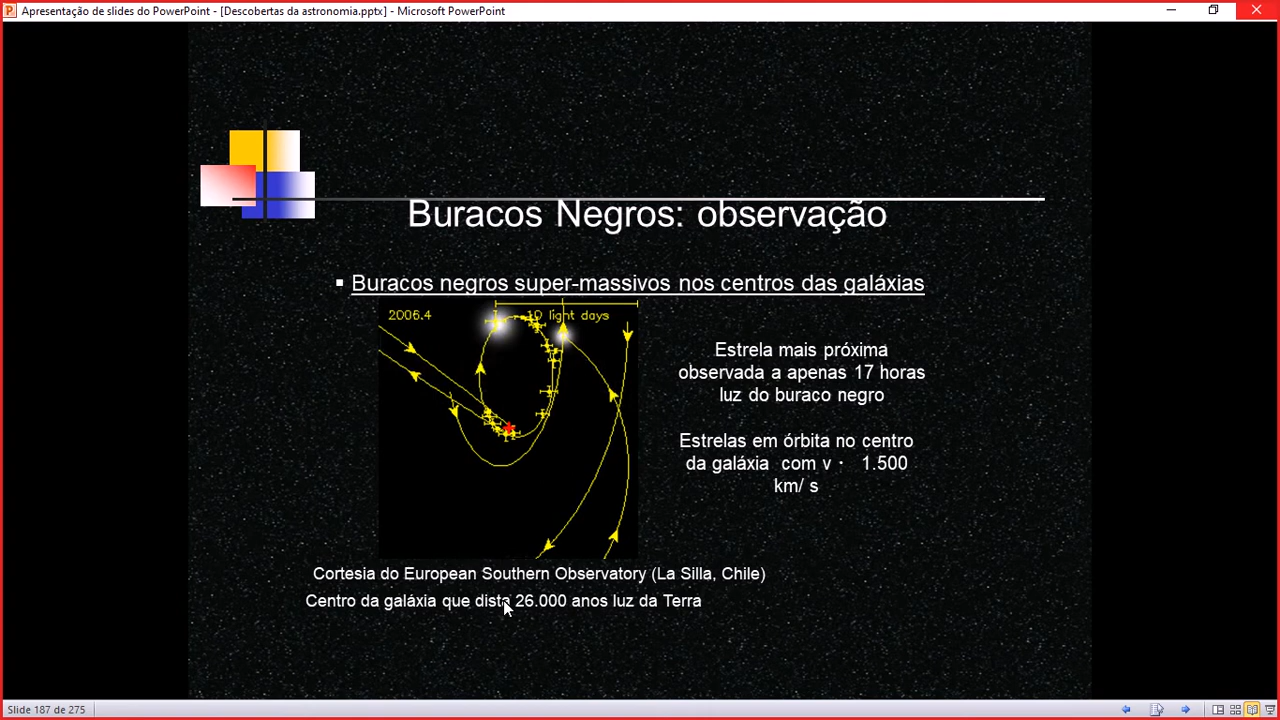 Apresentação de slides do PowerPoint - [Descobertas da astronomia.pptx] - Microsoft PowerPoint
Buracos Negros: observação
Buracos negros super-massivos nos centros das galáxias
2006.4
10 light days
Estrela mais próxima
observada a apenas 17 horas
luz do buraco negro
Estrelas em órbita no centro
da galáxia com v · 1.500
km/ s
Cortesia do European Southern Observatory (La Silla, Chile)
Centro da galáxia que dista 26.000 anos luz da Terra
Slide 187 de 275